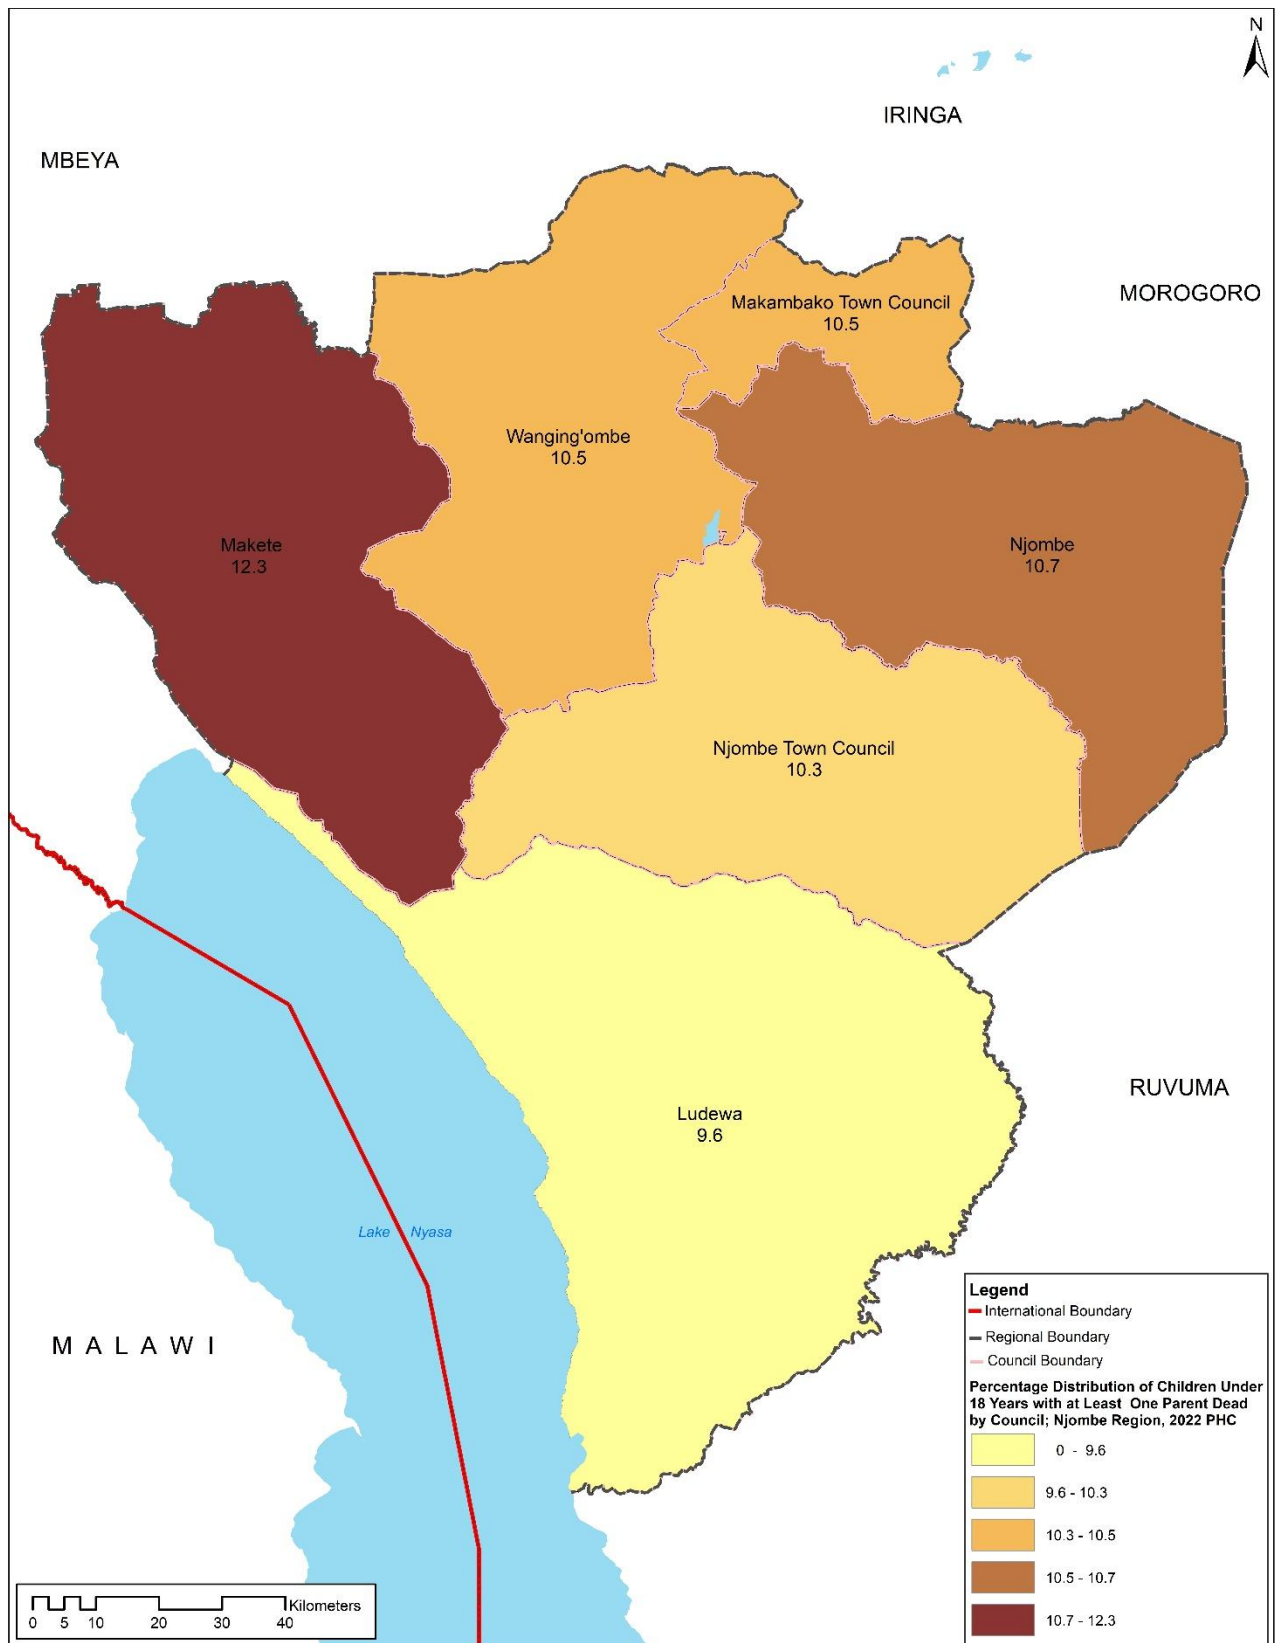 N
IRINGA
MBEYA
MOROGORO
Makambako Town Council
10.5
Wanging'ombe
10.5
Makete
12.3
Njombe
10.7
Njombe Town Council
10.3
Ludewa
9.6
RUVUMA
Lake Nyasa
MALAWI
Legend
International Boundary
Regional Boundary
Council Boundary
Percentage Distribution of Children Under
18 Years with at Least One Parent Dead
by Council; Njombe Region, 2022 PHC
0 - 9.6
9.6 - 10.3
10.3 - 10.5
10.5 - 10.7
10.7 - 12.3
Kilometers
0 5 10 20 30 40